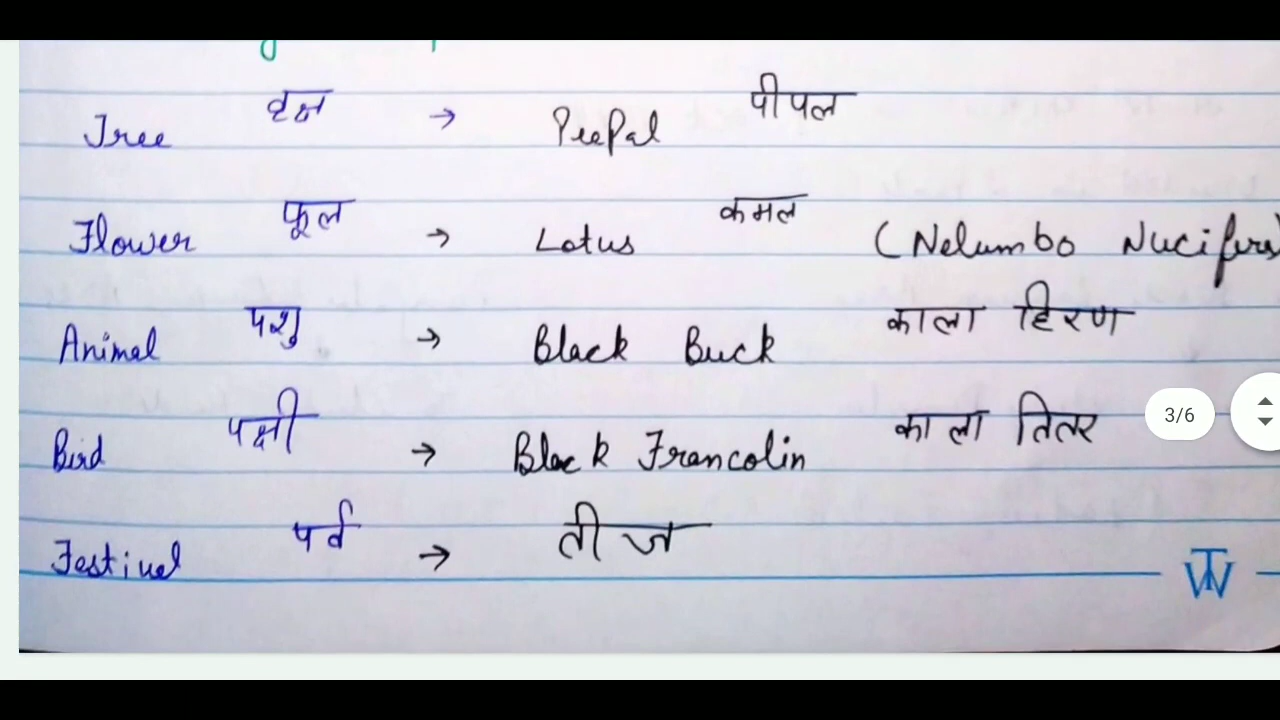 Tree वृक्ष → PeePal पीपल
Flower फूल → Lotus कमल (Nelumbo Nucifera)
Animal पशु → Black Buck काला हिरण
Bird पक्षी → Black Francolin काला तितर
3/6
Festival पर्व → तीज